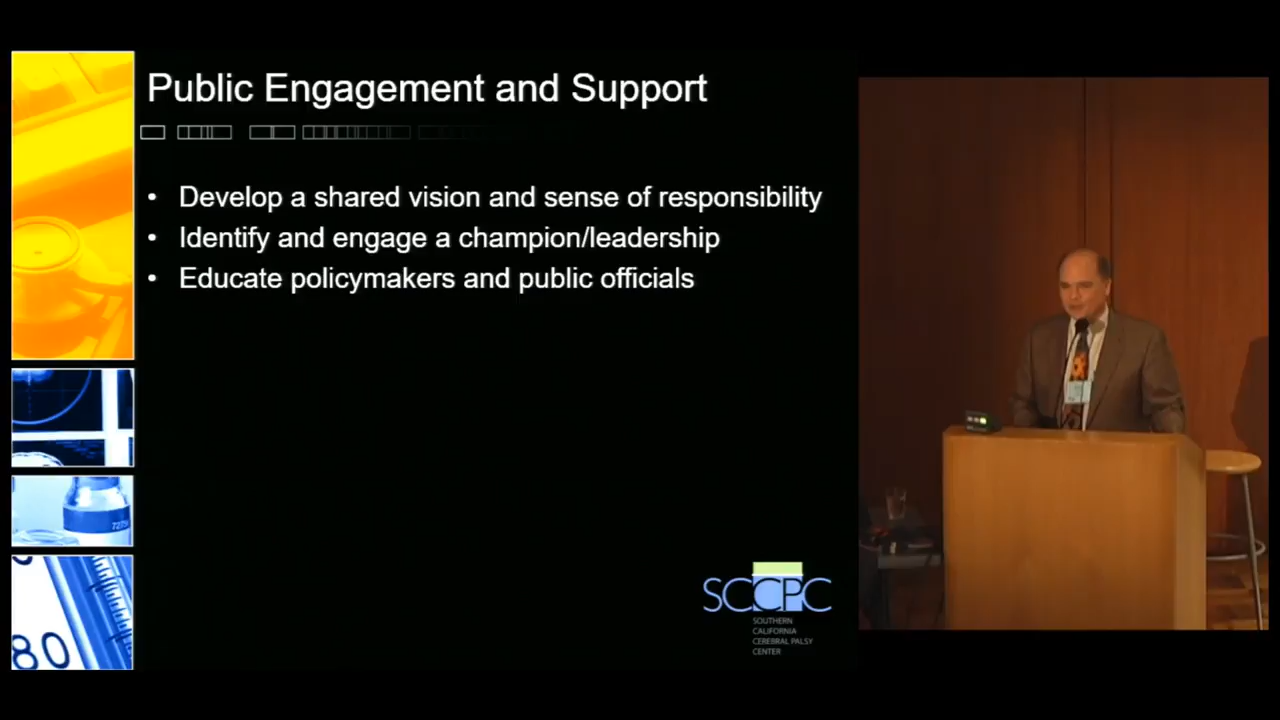 Public Engagement and Support
• Develop a shared vision and sense of responsibility
• Identify and engage a champion/leadership
• Educate policymakers and public officials
80
SCCPC
SOUTHERN
CALIFORNIA
CEREBRAL PALSY
CENTER